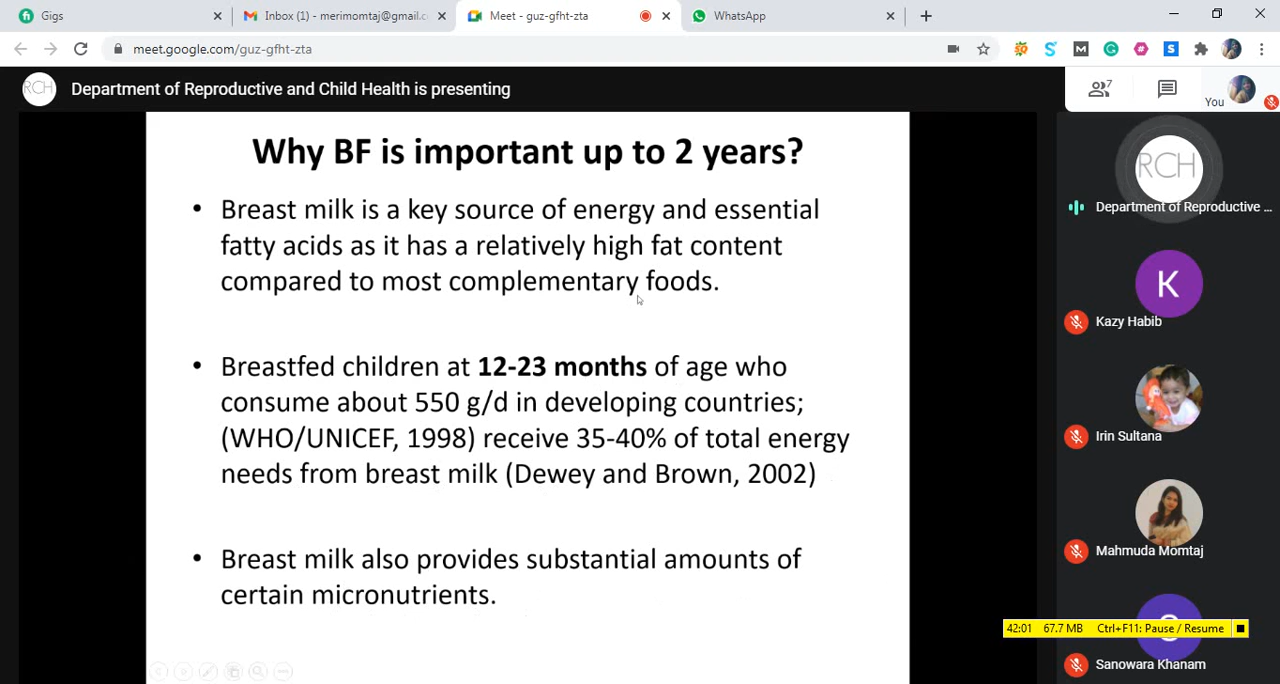 Gigs
Inbox (1) - merimomtaj@gmail.c
Meet - guz-gfht-zta
WhatsApp
meet.google.com/guz-gfht-zta
RCH
Department of Reproductive and Child Health is presenting
7
You
Why BF is important up to 2 years?
• Breast milk is a key source of energy and essential
fatty acids as it has a relatively high fat content
compared to most complementary foods.
• Breastfed children at 12-23 months of age who
consume about 550 g/d in developing countries;
(WHO/UNICEF, 1998) receive 35-40% of total energy
needs from breast milk (Dewey and Brown, 2002)
• Breast milk also provides substantial amounts of
certain micronutrients.
RCH
Department of Reproductive ...
K
Kazy Habib
Irin Sultana
Mahmuda Momtaj
42:01 67.7 MB Ctrl+F11: Pause / Resume
Sanowara Khanam